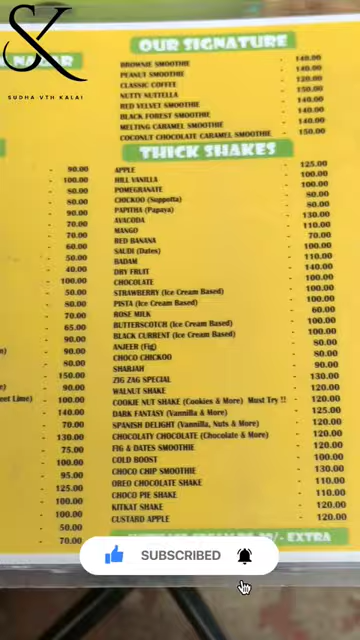 SUDHA VTH KALAI
OUR SIGNATURE
BROWNIE SMOOTHIE - 140.00
PEANUT SMOOTHIE - 140.00
CLASSIC COFFEE - 120.00
NUTTY NUTTELLA - 150.00
RED VELVET SMOOTHIE - 140.00
BLACK FOREST SMOOTHIE - 140.00
MELTING CARAMEL SMOOTHIE - 140.00
COCONUT CHOCOLATE CARAMEL SMOOTHIE - 150.00
THICK SHAKES
APPLE - 125.00
HILL VANILLA - 100.00
POMEGRANATE - 100.00
CHICKOO (Suppotta) - 80.00
PAPITHA (Papaya) - 80.00
AVACODA - 130.00
MANGO - 70.00
RED BANANA - 100.00
SAUDI (Dates) - 110.00
BADAM - 140.00
DRY FRUIT - 100.00
CHOCOLATE - 100.00
STRAWBERRY (Ice Cream Based) - 100.00
PISTA (Ice Cream Based) - 60.00
ROSE MILK - 100.00
BUTTERSCOTCH (Ice Cream Based) - 100.00
BLACK CURRENT (Ice Cream Based) - 80.00
ANJEER (Fig) - 80.00
CHOCO CHICKOO - 90.00
SHARJAH - 130.00
ZIG ZAG SPECIAL - 120.00
WALNUT SHAKE - 120.00
COOKIE NUT SHAKE (Cookies & More) Must Try !! - 125.00
DARK FANTASY (Vannilla & More) - 120.00
SPANISH DELIGHT (Vannilla, Nuts & More) - 120.00
CHOCOLATY CHOCOLATE (Chocolate & More) - 120.00
FIG & DATES SMOOTHIE - 100.00
COLD BOOST - 130.00
CHOCO CHIP SMOOTHIE - 110.00
OREO CHOCOLATE SHAKE - 110.00
CHOCO PIE SHAKE - 120.00
KITKAT SHAKE - 120.00
CUSTARD APPLE
- 90.00
- 100.00
- 80.00
- 80.00
- 90.00
- 70.00
- 70.00
- 60.00
- 50.00
- 40.00
- 100.00
- 50.00
- 80.00
- 70.00
- 65.00
- 90.00
- 80.00
- 150.00
- 90.00
eet Lime) - 100.00
- 140.00
- 70.00
- 130.00
- 75.00
- 100.00
- 95.00
- 125.00
- 100.00
- 100.00
- 50.00
- 70.00
/- EXTRA
SUBSCRIBED